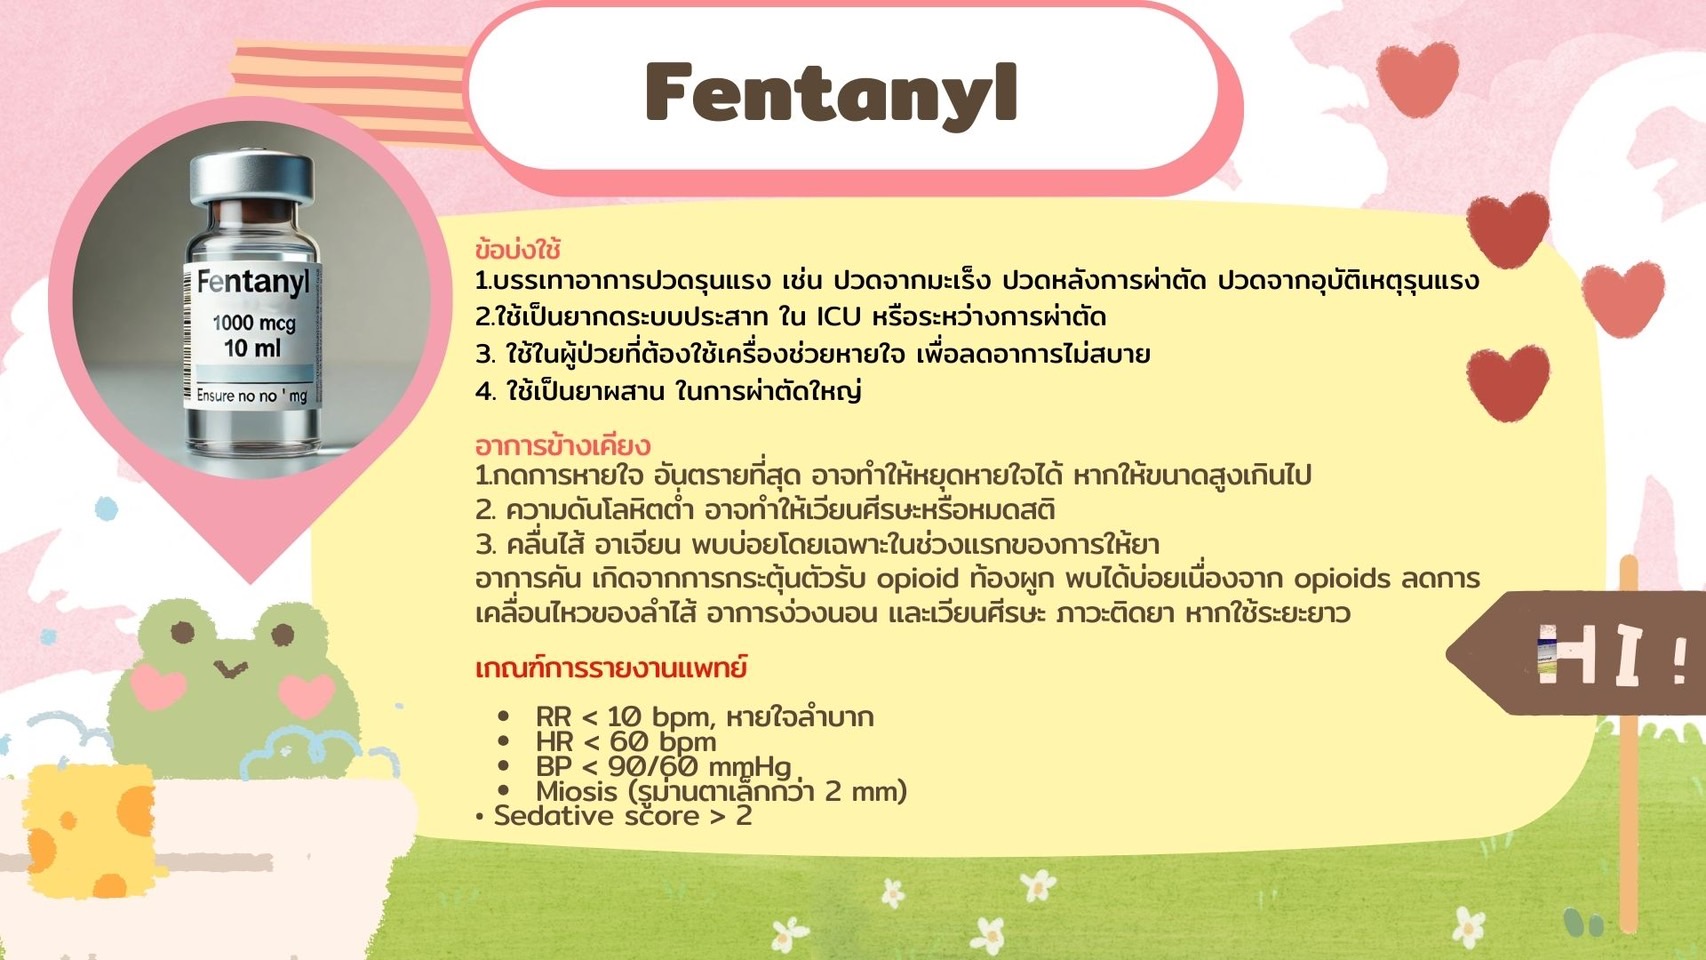 Fentanyl
Fentanyl
1000 mcg
10 ml
Ensure no no ' mg
ข้อบ่งใช้
1.บรรเทาอาการปวดรุนแรง เช่น ปวดจากมะเร็ง ปวดหลังการผ่าตัด ปวดจากอุบัติเหตุรุนแรง
2.ใช้เป็นยากดระบบประสาท ใน ICU หรือระหว่างการผ่าตัด
3. ใช้ในผู้ป่วยที่ต้องใช้เครื่องช่วยหายใจ เพื่อลดอาการไม่สบาย
4. ใช้เป็นยาผสาน ในการผ่าตัดใหญ่
อาการข้างเคียง
1.กดการหายใจ อันตรายที่สุด อาจทำให้หยุดหายใจได้ หากให้ขนาดสูงเกินไป
2. ความดันโลหิตต่ำ อาจทำให้เวียนศีรษะหรือหมดสติ
3. คลื่นไส้ อาเจียน พบบ่อยโดยเฉพาะในช่วงแรกของการให้ยา
อาการคัน เกิดจากการกระตุ้นตัวรับ opioid ท้องผูก พบได้บ่อยเนื่องจาก opioids ลดการ
เคลื่อนไหวของลำไส้ อาการง่วงนอน และเวียนศีรษะ ภาวะติดยา หากใช้ระยะยาว
เกณฑ์การรายงานแพทย์
• RR < 10 bpm, หายใจลำบาก
• HR < 60 bpm
• BP < 90/60 mmHg
• Miosis (รูม่านตาเล็กกว่า 2 mm)
• Sedative score > 2
HI !